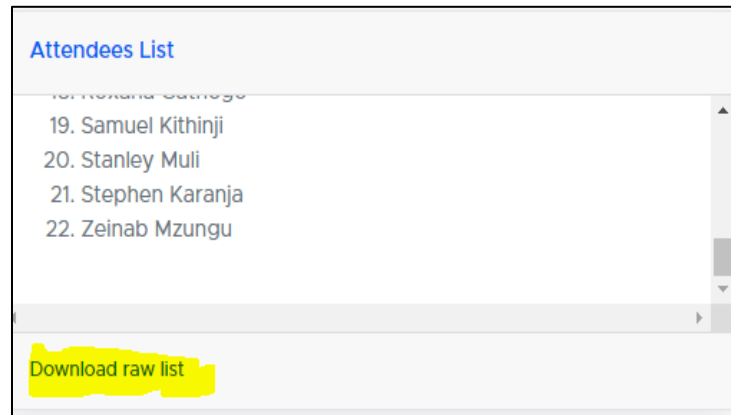 Attendees List
19. Samuel Kithinji
20. Stanley Muli
21. Stephen Karanja
22. Zeinab Mzungu
Download raw list